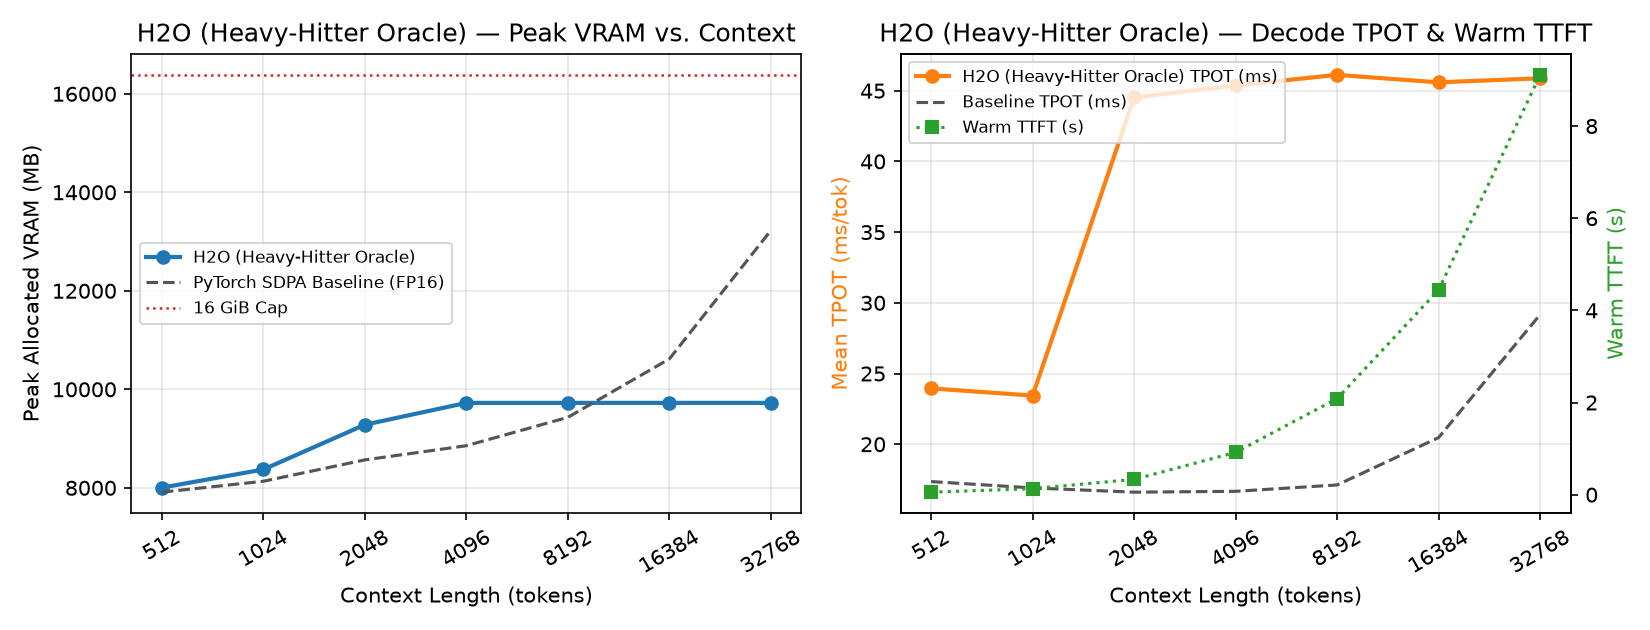 H2O (Heavy-Hitter Oracle) — Peak VRAM vs. Context
Peak Allocated VRAM (MB)
16000
14000
12000
10000
8000
H2O (Heavy-Hitter Oracle)
PyTorch SDPA Baseline (FP16)
16 GiB Cap
512
1024
2048
4096
8192
16384
32768
Context Length (tokens)
H2O (Heavy-Hitter Oracle) — Decode TPOT & Warm TTFT
Mean TPOT (ms/tok)
45
40
35
30
25
20
H2O (Heavy-Hitter Oracle) TPOT (ms)
Baseline TPOT (ms)
Warm TTFT (s)
8
6
4
2
0
Warm TTFT (s)
512
1024
2048
4096
8192
16384
32768
Context Length (tokens)